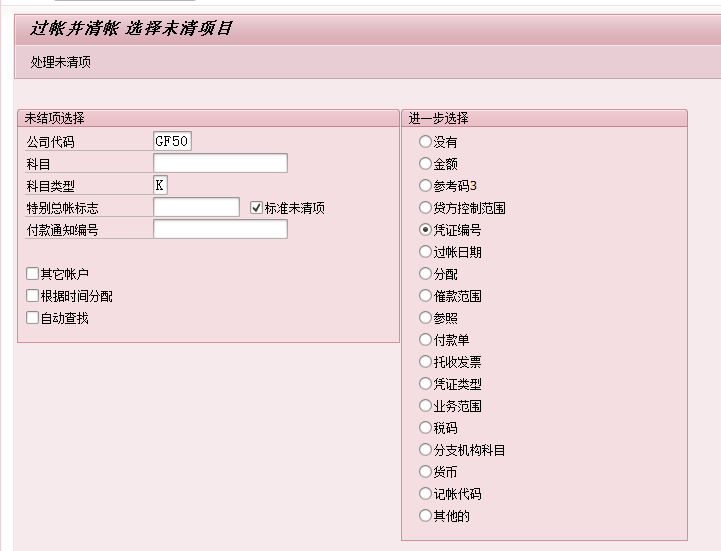 过帐并清帐 选择未清项目
处理未清项
未结项选择
公司代码 GF50
科目
科目类型 K
特别总帐标志 标准未清项
付款通知编号
其它帐户
根据时间分配
自动查找
进一步选择
没有
金额
参考码3
贷方控制范围
凭证编号
过帐日期
分配
催款范围
参照
付款单
托收发票
凭证类型
业务范围
税码
分支机构科目
货币
记帐代码
其他的